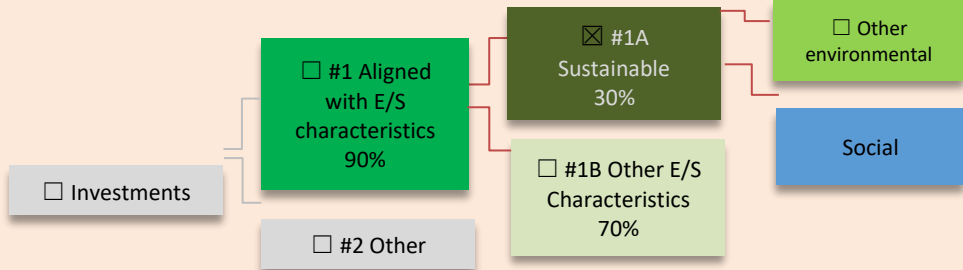 ☐ Investments
☐ #1 Aligned
with E/S
characteristics
90%
☐ #2 Other
☒ #1A
Sustainable
30%
☐ #1B Other E/S
Characteristics
70%
☐ Other
environmental
Social